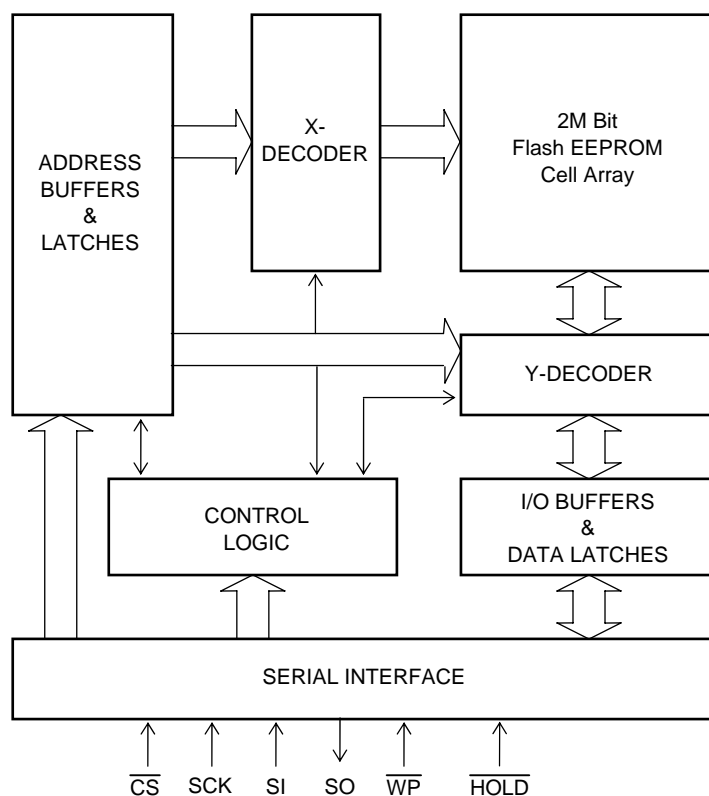 ADDRESS
BUFFERS
&
LATCHES
X-
DECODER
2M Bit
Flash EEPROM
Cell Array
Y-DECODER
CONTROL
LOGIC
I/O BUFFERS
&
DATA LATCHES
SERIAL INTERFACE
CS SCK SI SO WP HOLD